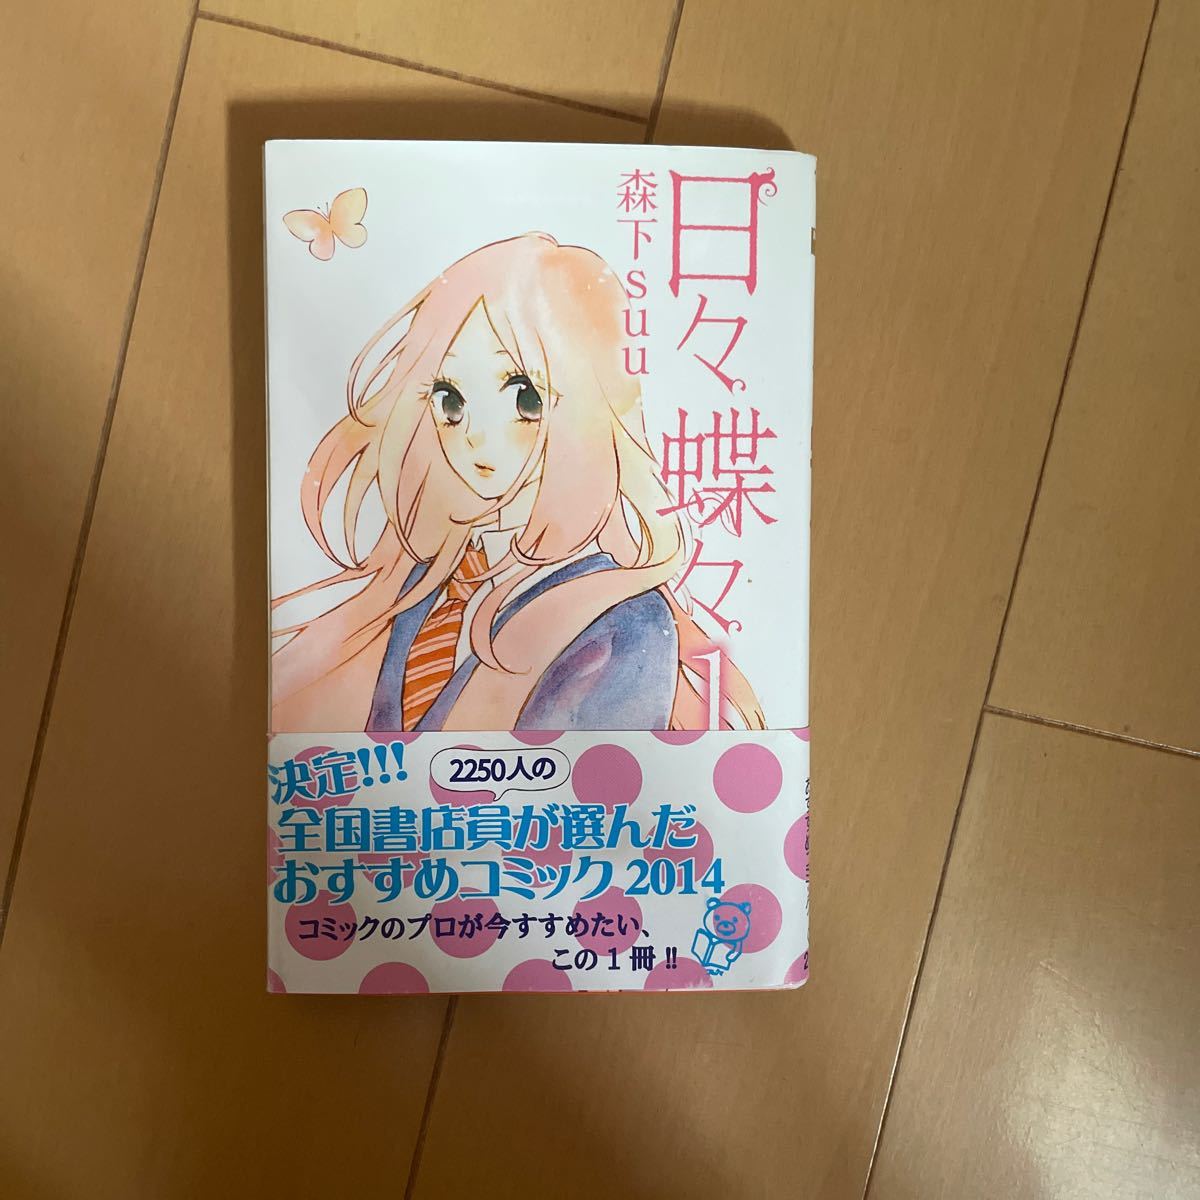 日々蝶々
1
森下suu
決定!!!
2250人の
全国書店員が選んだ
おすすめコミック 2014
コミックのプロが今すすめたい、
この1冊!!